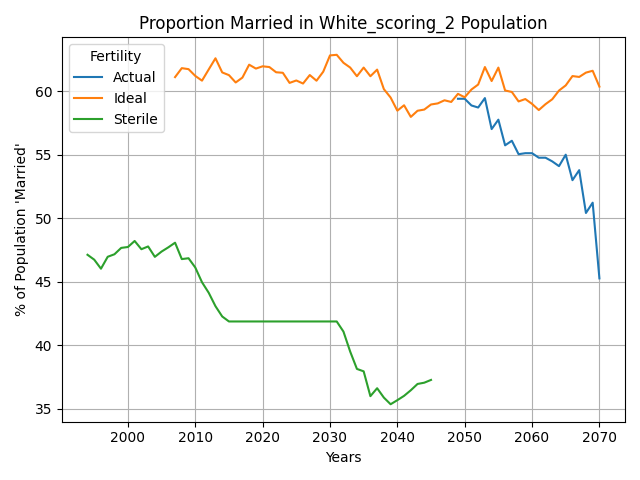 Proportion Married in White_scoring_2 Population
Fertility
Actual
Ideal
Sterile
% of Population 'Married'
60
55
50
45
40
35
2000 2010 2020 2030 2040 2050 2060 2070
Years